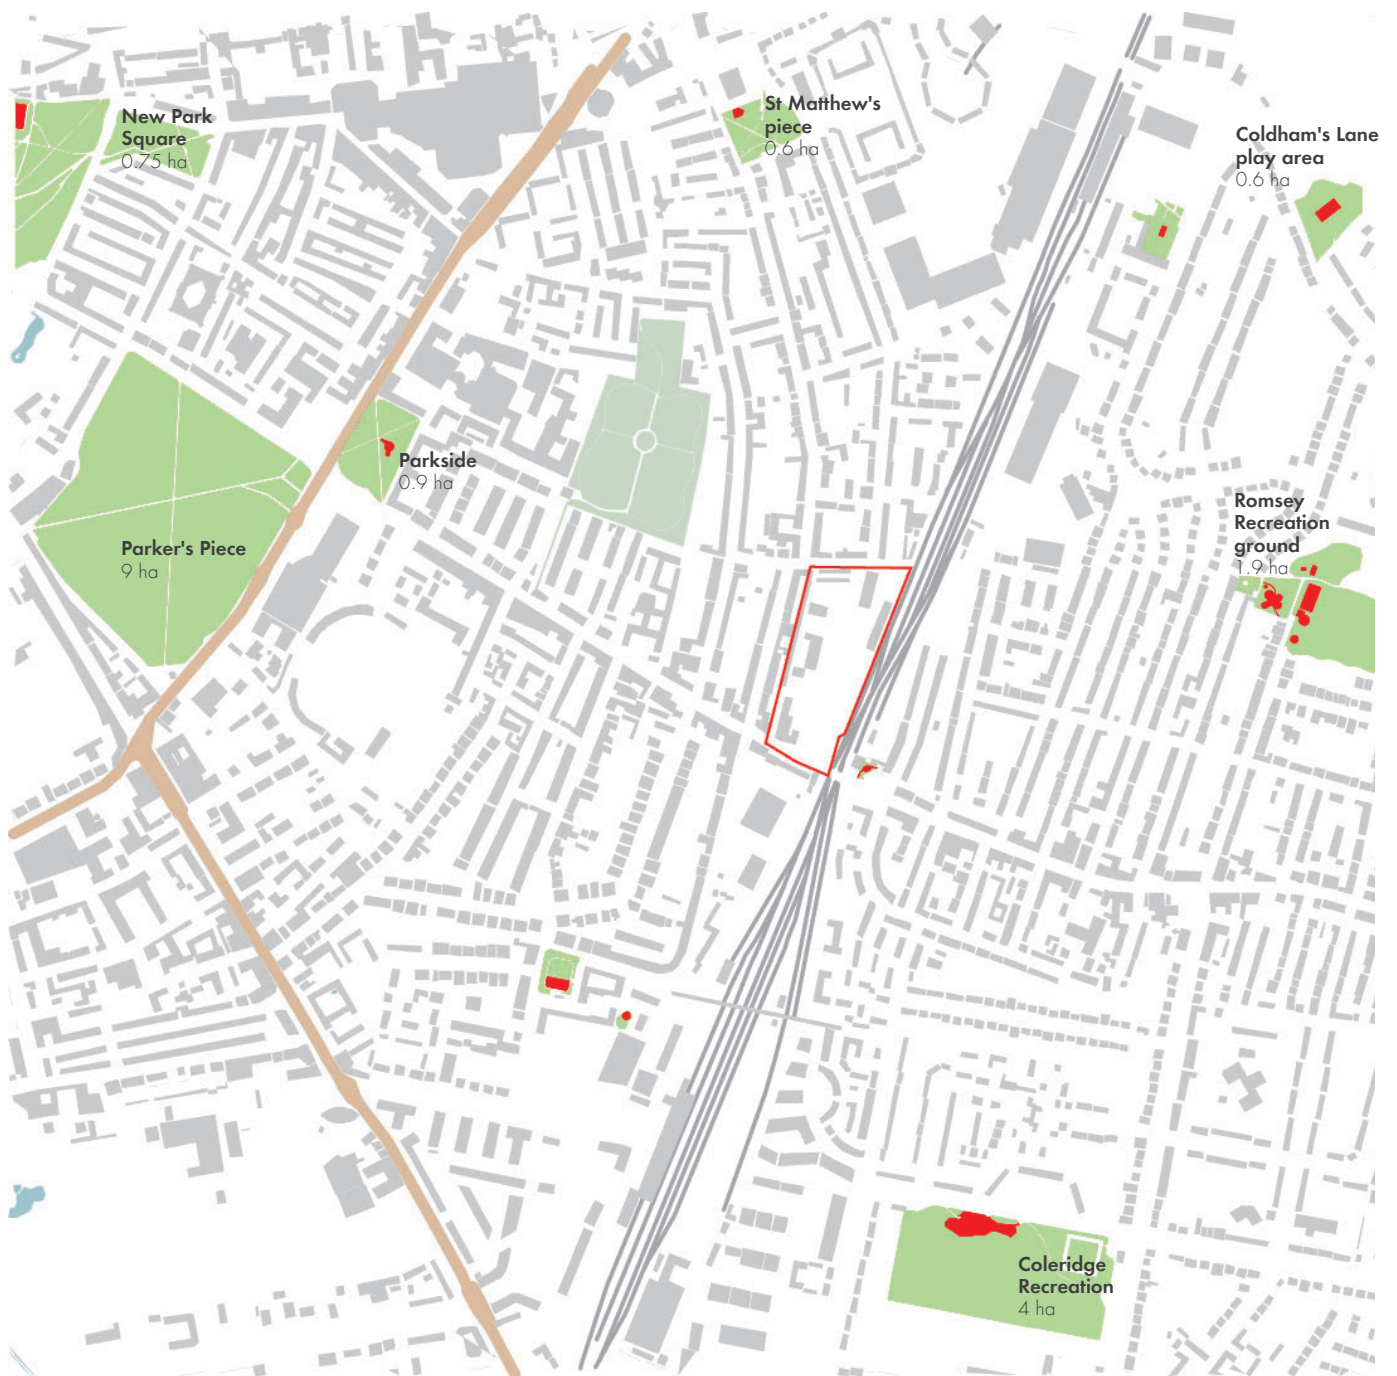 New Park
Square
0.75 ha
St Matthew's
piece
0.6 ha
Coldham's Lane
play area
0.6 ha
Parkside
0.9 ha
Parker's Piece
9 ha
Romsey
Recreation
ground
1.9 ha
Coleridge
Recreation
4 ha